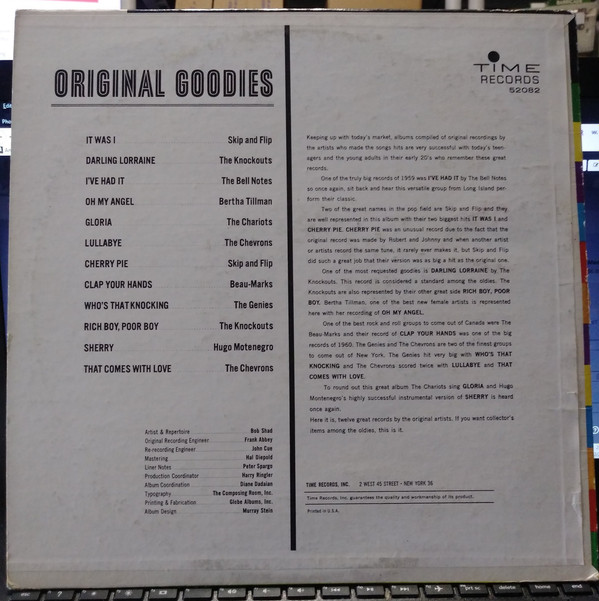 ORIGINAL GOODIES
TIME
RECORDS
52082
IT WAS I Skip and Flip
DARLING LORRAINE The Knockouts
I'VE HAD IT The Bell Notes
OH MY ANGEL Bertha Tillman
GLORIA The Chariots
LULLABYE The Chevrons
CHERRY PIE Skip and Flip
CLAP YOUR HANDS Beau-Marks
WHO'S THAT KNOCKING The Genies
RICH BOY, POOR BOY The Knockouts
SHERRY Hugo Motenegro
THAT COMES WITH LOVE The Chevrons
Artist & Repertoire Bob Shad
Original Recording Engineer Frank Abbey
Re-recording Engineer John Cue
Mastering Hal Diepold
Liner Notes Peter Spargo
Production Coordinator Harry Ringler
Album Coordination Diane Dadaian
Typography The Composing Room, Inc.
Printing & Fabrication Globe Albums, Inc.
Album Design Murray Stein
Keeping up with today's market, albums compiled of original recordings by
the artists who made the songs hits are very successful with today's teen-
agers and the young adults in their early 20's who remember these great
records.
One of the truly big records of 1959 was I'VE HAD IT by The Bell Notes
so once again, sit back and hear this versatile group from Long Island per-
form their classic.
Two of the great names in the pop field are Skip and Flip and they
are well represented in this album with their two biggest hits IT WAS I and
CHERRY PIE. CHERRY PIE was an unusual record due to the fact that the
original record was made by Robert and Johnny and when another artist
or artists record the same tune, it rarely ever makes it, but Skip and Flip
did such a great job that their version was as big a hit as the original one.
One of the most requested goodies is DARLING LORRAINE by The
Knockouts. This record is considered a standard among the oldies. The
Knockouts are also represented by their other great side RICH BOY, POOR
BOY. Bertha Tillman, one of the best new female artists is represented
here with her recording of OH MY ANGEL.
One of the best rock and roll groups to come out of Canada were The
Beau-Marks and their record of CLAP YOUR HANDS was one of the big
records of 1960. The Genies and The Chevrons are two of the finest groups
to come out of New York. The Genies hit very big with WHO'S THAT
KNOCKING and The Chevrons scored twice with LULLABYE and THAT
COMES WITH LOVE.
To round out this great album The Chariots sing GLORIA and Hugo
Montenegro's highly successful instrumental version of SHERRY is heard
once again.
Here it is, twelve great records by the original artists. If you want collector's
items among the oldies, this is it.
TIME RECORDS, INC. 2 WEST 45 STREET • NEW YORK 36
Time Records, Inc. guarantees the quality and workmanship of its product.
Printed in U.S.A.
delete home end